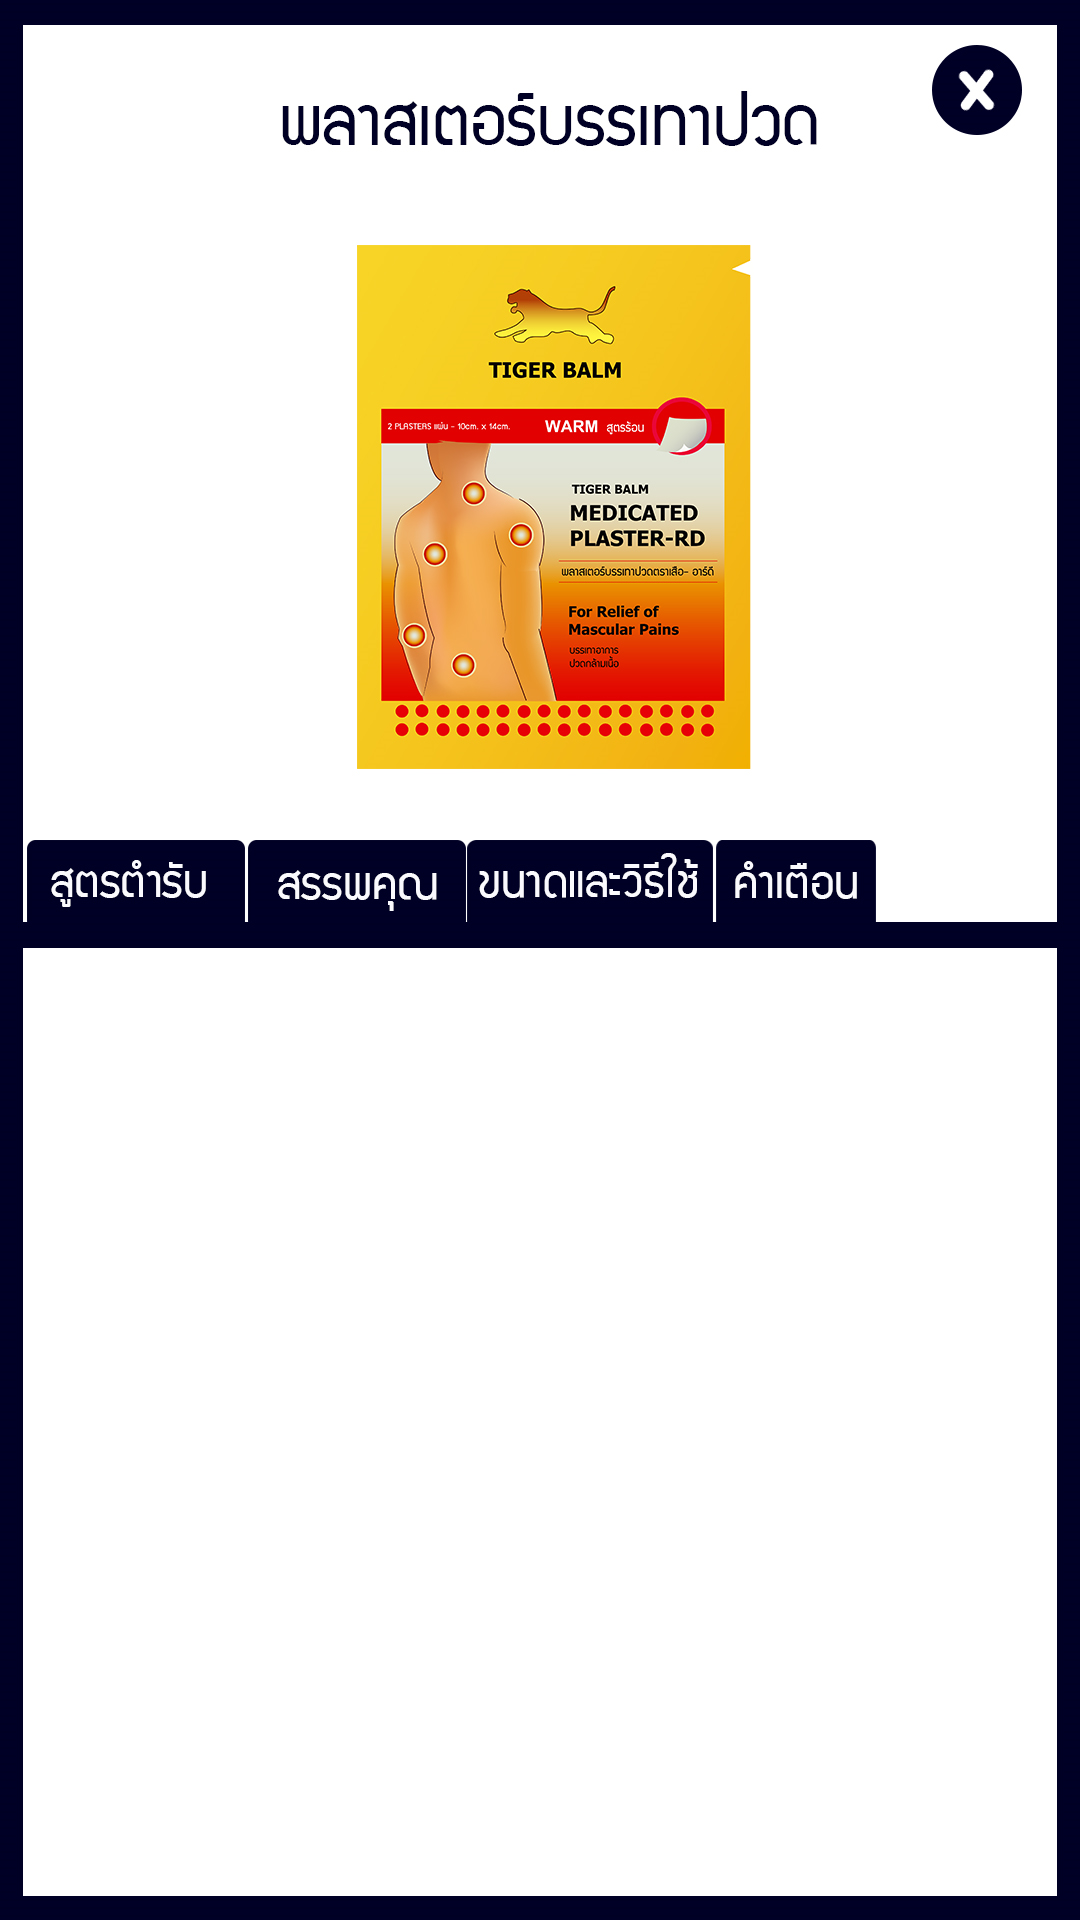 พลาสเตอร์บรรเทาปวด
X
TIGER BALM
2 PLASTERS แผ่น - 10cm. x 14cm.
WARM สูตรร้อน
TIGER BALM
MEDICATED
PLASTER-RD
พลาสเตอร์บรรเทาปวดตราเสือ- อาร์ดี
For Relief of
Mascular Pains
บรรเทาอาการ
ปวดกล้ามเนื้อ
สูตรตำรับ สรรพคุณ ขนาดและวิธีใช้ คำเตือน